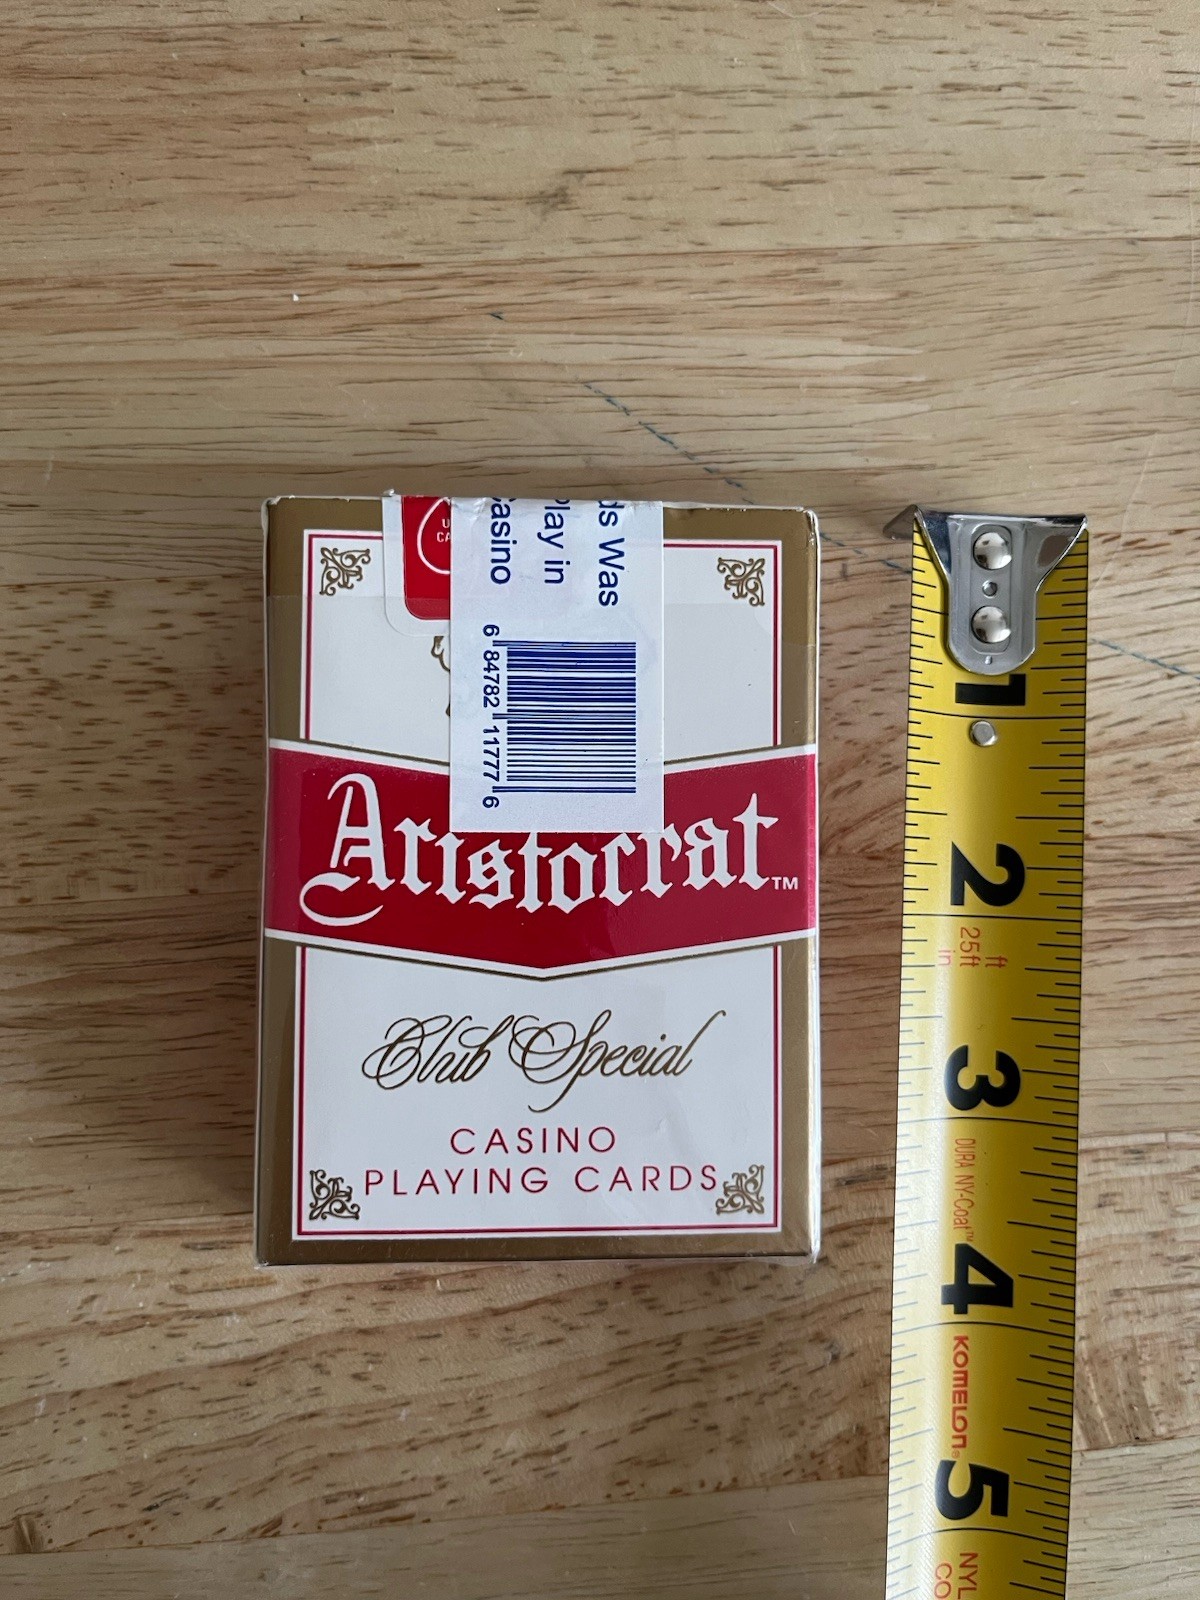 ds Was
play in
Casino
6 84782 11777 6
Aristocrat™
Club Special
CASINO
PLAYING CARDS
1
2
ft
25ft
in
3
DURA NY-Coat™
4
KOMELON®
5